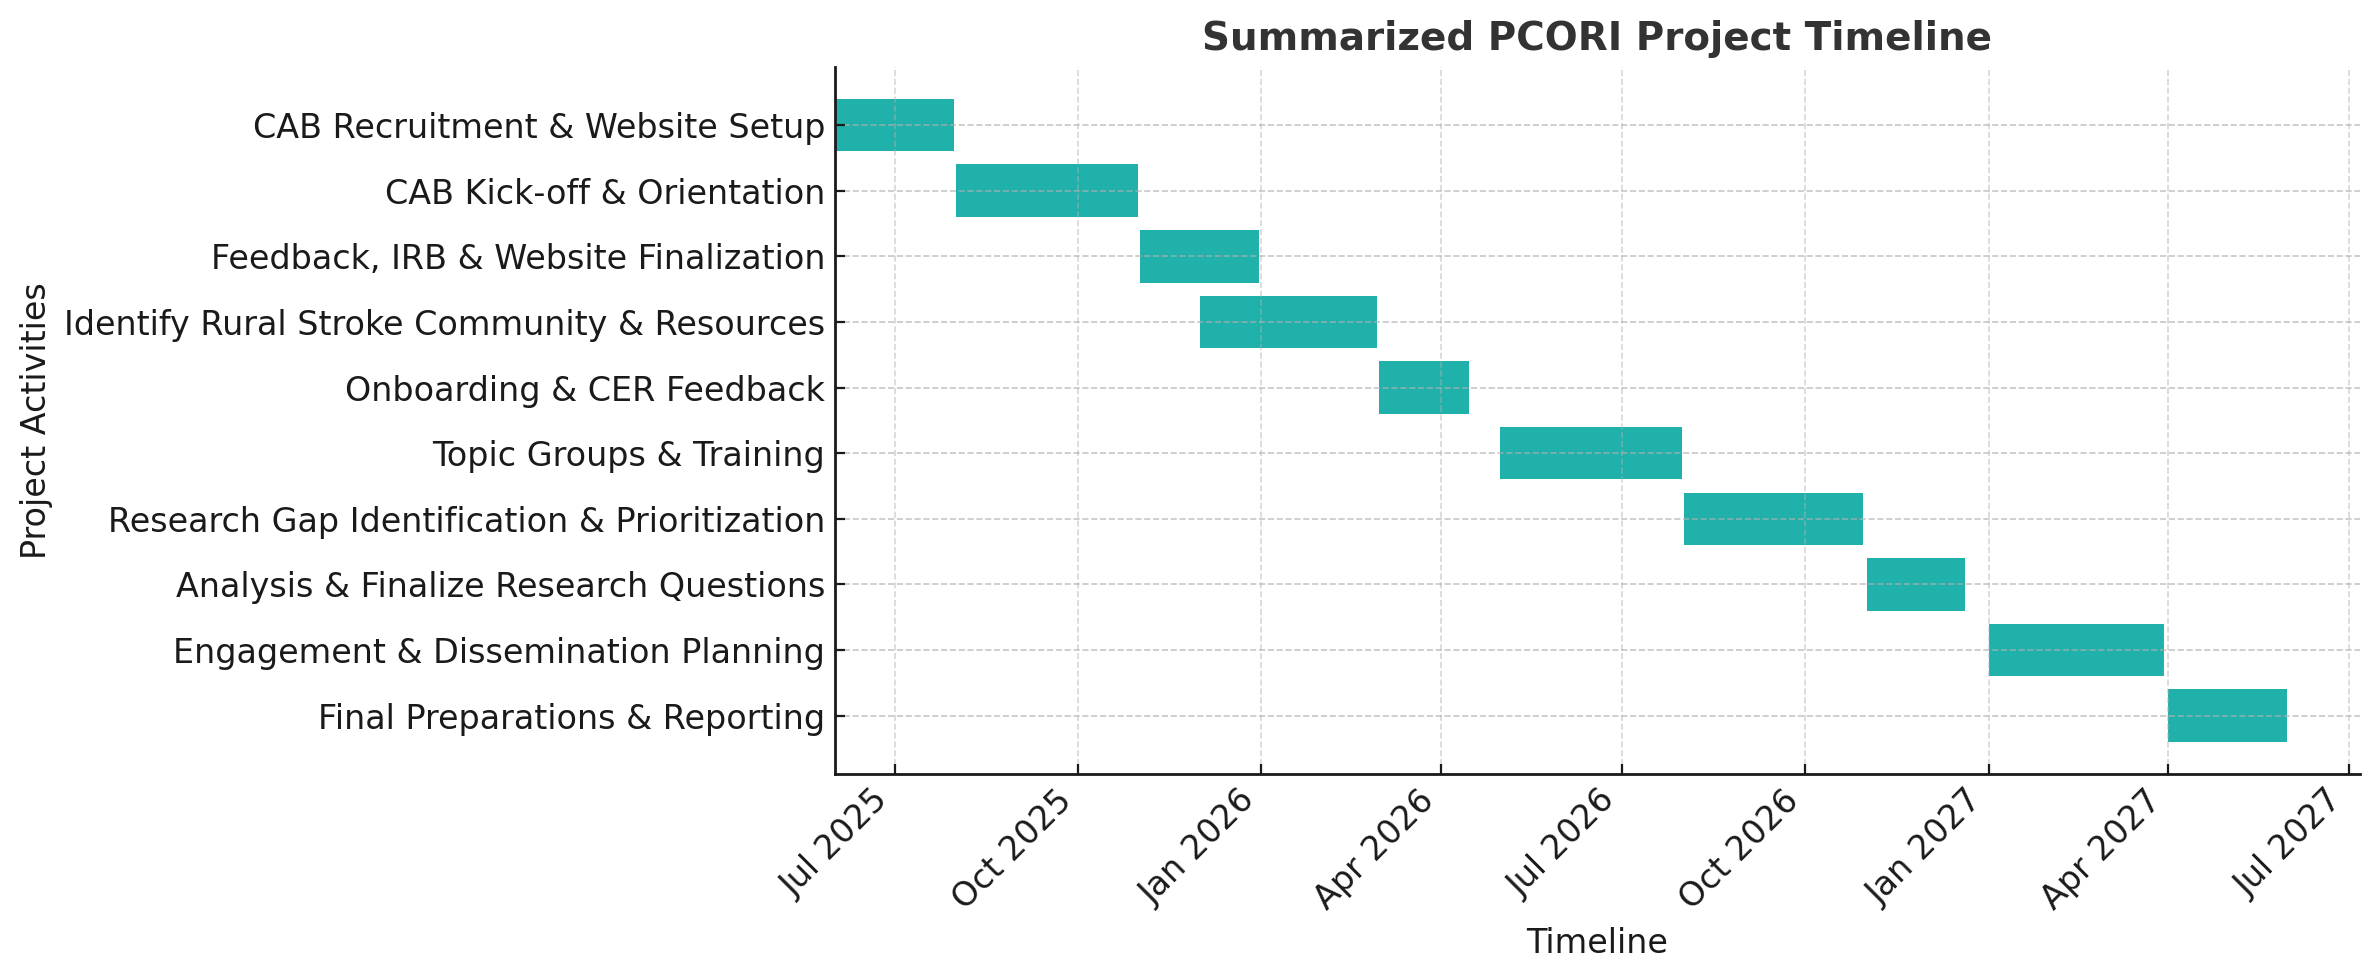 Summarized PCORI Project Timeline
Project Activities
CAB Recruitment & Website Setup
CAB Kick-off & Orientation
Feedback, IRB & Website Finalization
Identify Rural Stroke Community & Resources
Onboarding & CER Feedback
Topic Groups & Training
Research Gap Identification & Prioritization
Analysis & Finalize Research Questions
Engagement & Dissemination Planning
Final Preparations & Reporting
Jul 2025
Oct 2025
Jan 2026
Apr 2026
Jul 2026
Oct 2026
Jan 2027
Apr 2027
Jul 2027
Timeline